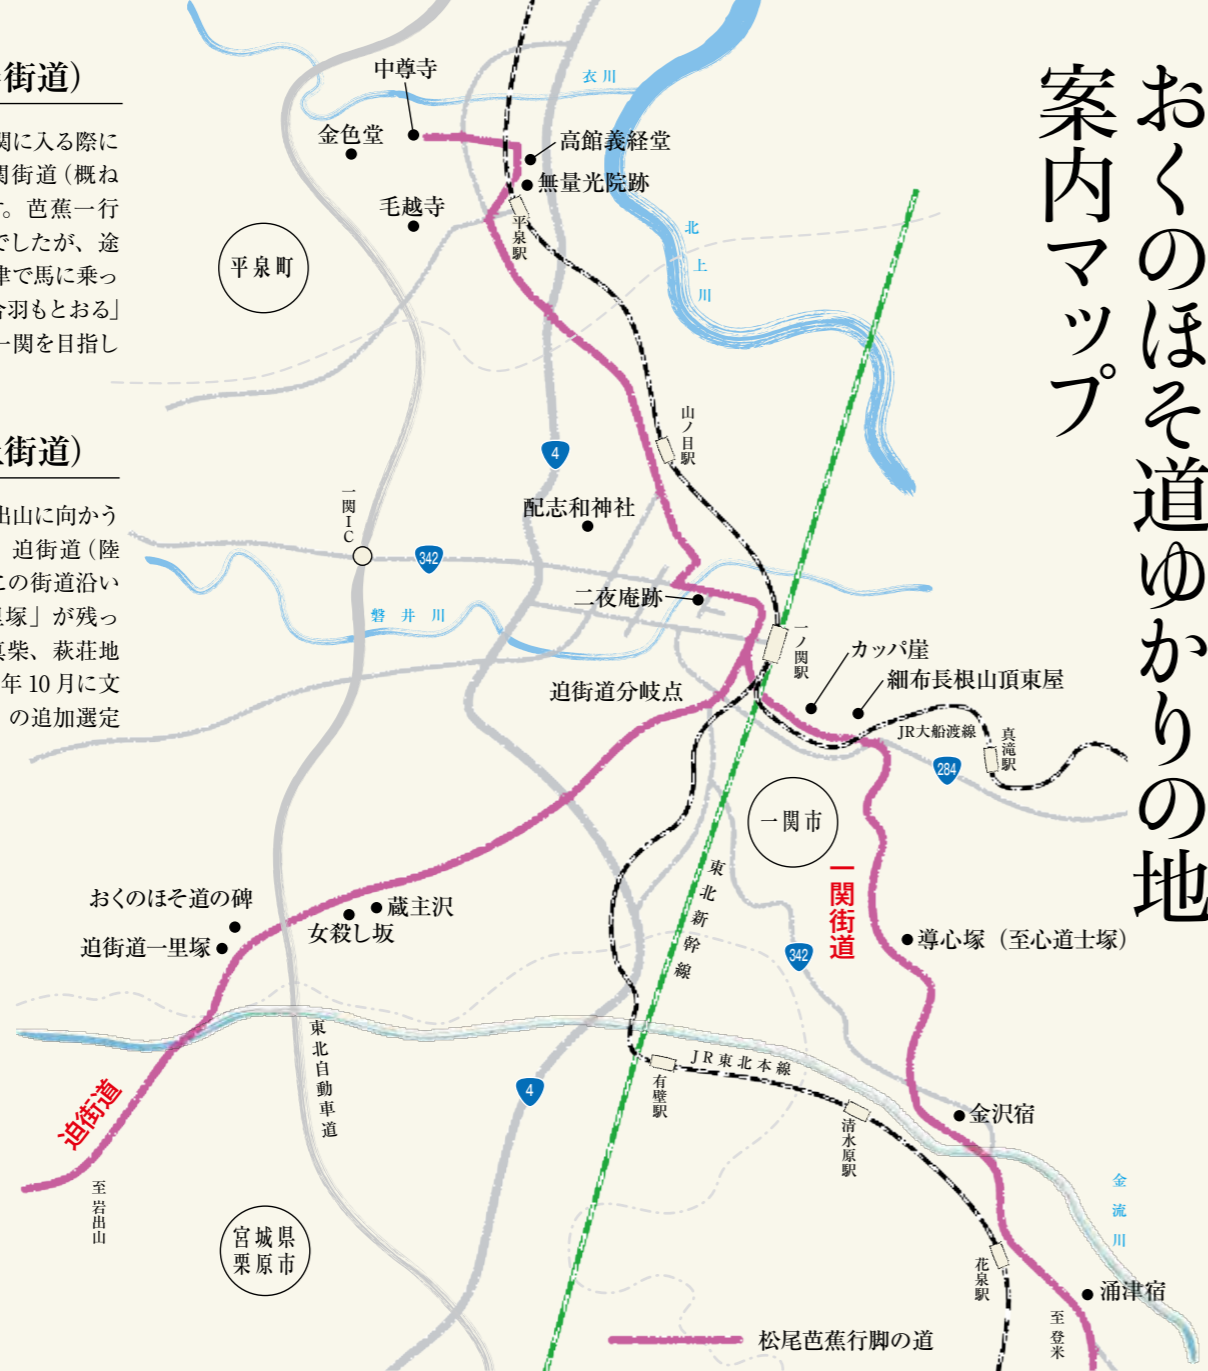 おくのほそ道ゆかりの地
案内マップ
街道）
関に入る際に
関街道（概ね
。芭蕉一行
でしたが、途
津で馬に乗っ
合羽もとおる」
一関を目指し
街道）
出山に向かう
迫街道（陸
この街道沿い
塚」が残っ
真柴、萩荘地
年 10 月に文
の追加選定
中尊寺
衣川
金色堂
高館義経堂
無量光院跡
毛越寺
平泉駅
平泉町
北上川
山ノ目駅
4
配志和神社
一関IC
342
二夜庵跡
磐井川
一ノ関駅
カッパ崖
細布長根山頂東屋
迫街道分岐点
JR大船渡線
真滝駅
284
一関市
一関街道
東北新幹線
おくのほそ道の碑
蔵主沢
女殺し坂
迫街道一里塚
導心塚（至心道士塚）
342
東北自動車道
JR東北本線
有壁駅
4
迫街道
金沢宿
清水原駅
至 岩出山
金流川
宮城県
栗原市
花泉駅
涌津宿
至 登米
松尾芭蕉行脚の道